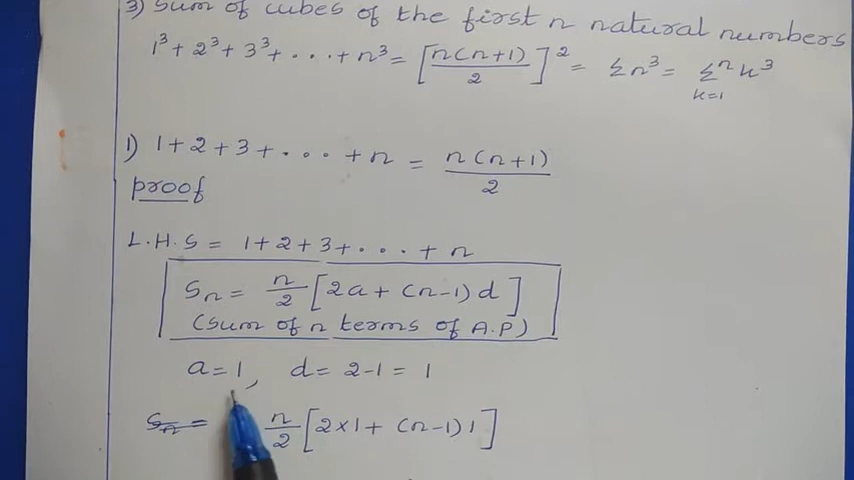 3) Sum of cubes of the first n natural numbers
1³ + 2³ + 3³ + . . . + n³ = [n(n+1)/2]² = Σn³ = Σⁿₖ₌₁ k³
1) 1 + 2 + 3 + . . . + n = n(n+1)/2
proof
L.H.S = 1 + 2 + 3 + . . . + n
Sn = n/2 [2a + (n-1) d]
(sum of n terms of A.P)
a = 1, d = 2-1 = 1
Sn = n/2 [2×1 + (n-1) 1]